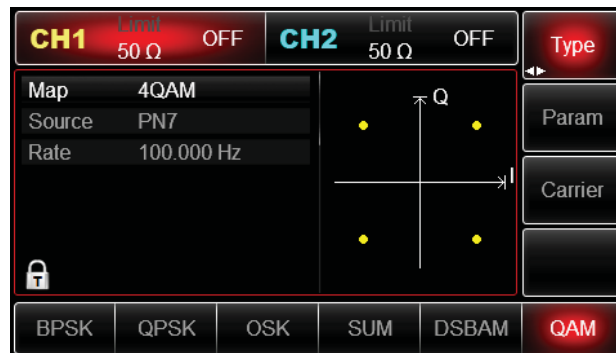 CH1 Limit 50 Ω OFF CH2 Limit 50 Ω OFF
Type
Map 4QAM
Source PN7
Rate 100.000 Hz
Q
I
T
Param
Carrier
BPSK QPSK OSK SUM DSBAM QAM